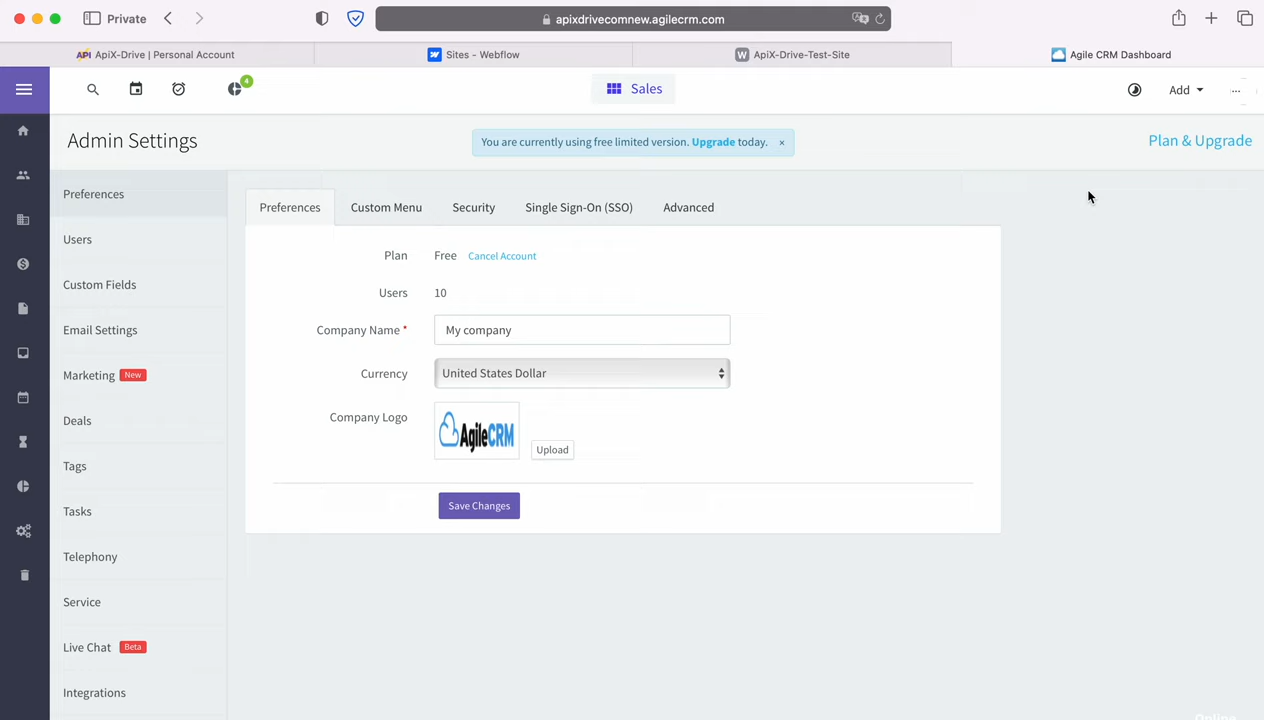 Private
apixdrivecomnew.agilecrm.com
API ApiX-Drive | Personal Account
Sites - Webflow
W ApiX-Drive-Test-Site
Agile CRM Dashboard
4
Sales
Add
...
Admin Settings
You are currently using free limited version. Upgrade today. ×
Plan & Upgrade
Preferences
Users
Custom Fields
Email Settings
Marketing New
Deals
Tags
Tasks
Telephony
Service
Live Chat Beta
Integrations
Preferences Custom Menu Security Single Sign-On (SSO) Advanced
Plan Free Cancel Account
Users 10
Company Name * My company
Currency United States Dollar
Company Logo AgileCRM Upload
Save Changes
Online